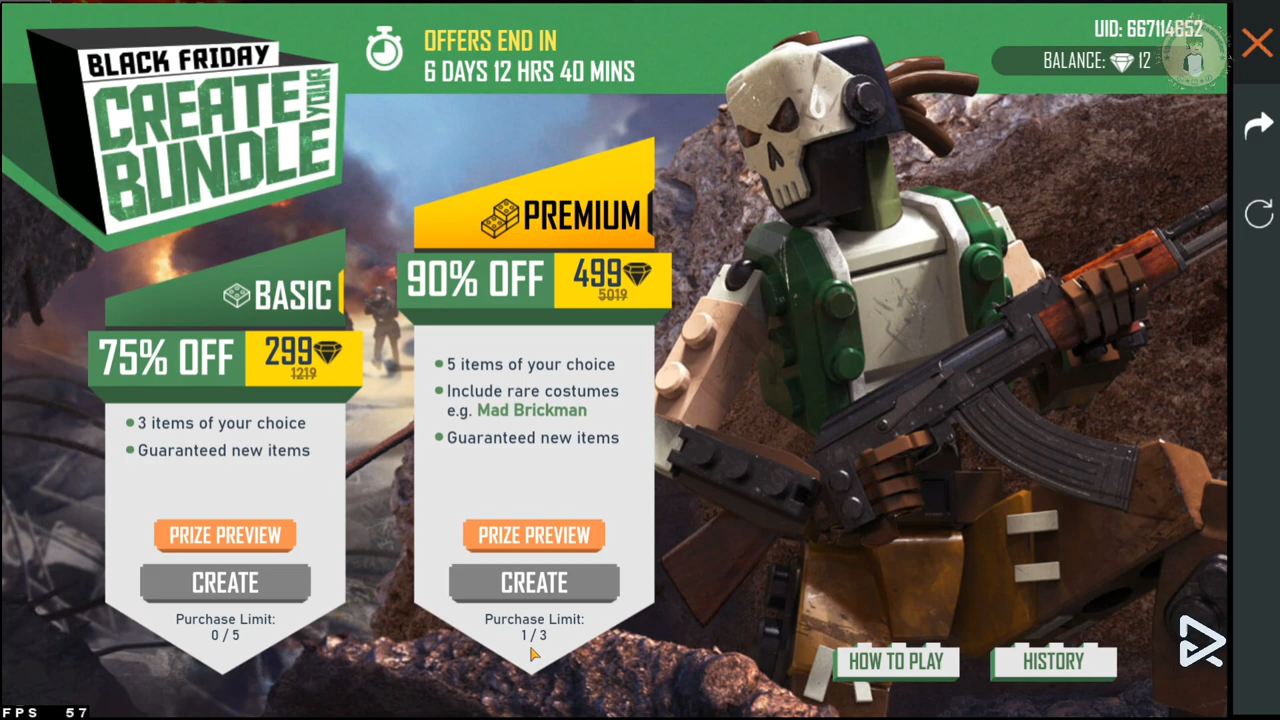 BLACK FRIDAY
CREATE YOUR
BUNDLE
OFFERS END IN
6 DAYS 12 HRS 40 MINS
UID: 667114652
BALANCE: 12
BASIC
75% OFF
299
1219
3 items of your choice
Guaranteed new items
PRIZE PREVIEW
CREATE
Purchase Limit:
0 / 5
PREMIUM
90% OFF
499
5019
5 items of your choice
Include rare costumes
e.g. Mad Brickman
Guaranteed new items
PRIZE PREVIEW
CREATE
Purchase Limit:
1 / 3
HOW TO PLAY
HISTORY
FPS 57